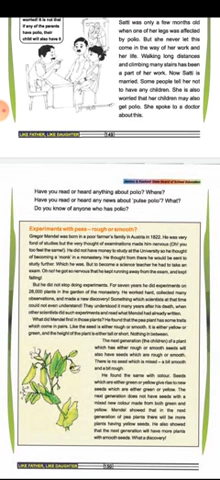 worried? It is not that
if any of the parents
have polio, their
child will also have it
Satti was only a few months old
when one of her legs was affected
by polio. But she never let this
come in the way of her work and
her life. Walking long distances
and climbing many stairs has been
a part of her work. Now Satti is
married. Some people tell her not
to have any children. She is also
worried that her children may also
get polio. She spoke to a doctor
about this.
LIKE FATHER, LIKE DAUGHTER
Have you read or heard anything about polio? Where?
Have you read or heard any news about 'pulse polio'? What?
Do you know of anyone who has polio?
Experiments with peas – rough or smooth?
Gregor Mendel was born in a poor farmer's family in Austria in 1822. He was very
fond of studies but the very thought of examinations made him nervous (Oh! you
too feel the same!). He did not have money to study at the University so he thought
of becoming a 'monk' in a monastery. He thought from there he would be sent to
study further. Which he was. But to become a science teacher he had to take an
exam. Oh no! he got so nervous that he kept running away from the exam, and kept
failing!
But he did not stop doing experiments. For seven years he did experiments on
28,000 plants in the garden of the monastery. He worked hard, collected many
observations, and made a new discovery! Something which scientists at that time
could not even understand! They understood it many years after his death, when
other scientists did such experiments and read what Mendel had already written.
What did Mendel find in those plants? He found that the pea plant has some traits
which come in pairs. Like the seed is either rough or smooth. It is either yellow or
green, and the height of the plant is either tall or short. Nothing in between.
The next generation (the children) of a plant
which has either rough or smooth seeds will
also have seeds which are rough or smooth.
There is no seed which is mixed – a bit smooth
and a bit rough.
He found the same with colour. Seeds
which are either green or yellow give rise to new
seeds which are either green or yellow. The
next generation does not have seeds with a
mixed new colour made from both green and
yellow. Mendel showed that in the next
generation of pea plants there will be more
plants having yellow seeds. He also showed
that the next generation will have more plants
with smooth seeds. What a discovery!
LIKE FATHER, LIKE DAUGHTER